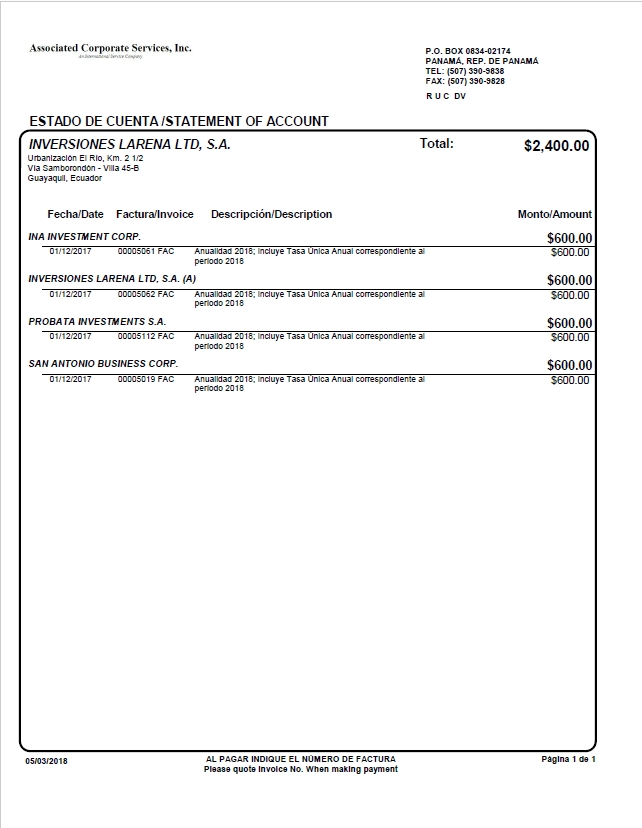 Associated Corporate Services, Inc.
An International Service Company
P.O. BOX 0834-02174
PANAMÁ, REP. DE PANAMÁ
TEL: (507) 390-9838
FAX: (507) 390-9828
R U C DV
ESTADO DE CUENTA /STATEMENT OF ACCOUNT
INVERSIONES LARENA LTD, S.A. Total: $2,400.00
Urbanización El Río, Km. 2 1/2
Vía Samborondón - Villa 45-B
Guayaquil, Ecuador
Fecha/Date Factura/Invoice Descripción/Description Monto/Amount
INA INVESTMENT CORP. $600.00
01/12/2017 00005061 FAC Anualidad 2018; Incluye Tasa Única Anual correspondiente al $600.00
período 2018
INVERSIONES LARENA LTD, S.A. (A) $600.00
01/12/2017 00005062 FAC Anualidad 2018; Incluye Tasa Única Anual correspondiente al $600.00
período 2018
PROBATA INVESTMENTS S.A. $600.00
01/12/2017 00005112 FAC Anualidad 2018; Incluye Tasa Única Anual correspondiente al $600.00
período 2018
SAN ANTONIO BUSINESS CORP. $600.00
01/12/2017 00005019 FAC Anualidad 2018; Incluye Tasa Única Anual correspondiente al $600.00
período 2018
05/03/2018 AL PAGAR INDIQUE EL NÚMERO DE FACTURA Página 1 de 1
Please quote Invoice No. When making payment